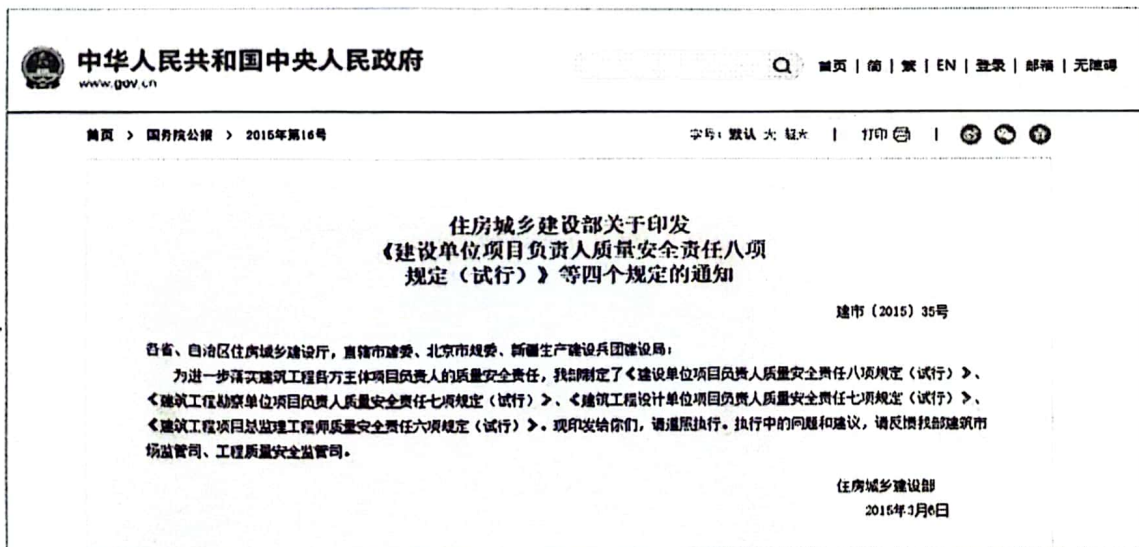 中华人民共和国中央人民政府
www.gov.cn
首页 | 简 | 繁 | EN | 登录 | 邮箱 | 无障碍
首页 > 国务院公报 > 2015年第16号
字号：默认 大 超大 | 打印 |
住房城乡建设部关于印发
《建设单位项目负责人质量安全责任八项
规定（试行）》等四个规定的通知
建市〔2015〕35号
各省、自治区住房城乡建设厅，直辖市建委、北京市规委、新疆生产建设兵团建设局：
为进一步落实建筑工程各方主体项目负责人的质量安全责任，我部制定了《建设单位项目负责人质量安全责任八项规定（试行）》、
《建筑工程勘察单位项目负责人质量安全责任七项规定（试行）》、《建筑工程设计单位项目负责人质量安全责任七项规定（试行）》、
《建筑工程项目总监理工程师质量安全责任六项规定（试行）》。现印发给你们，请遵照执行。执行中的问题和建议，请反馈我部建筑市
场监管司、工程质量安全监管司。
住房城乡建设部
2015年3月6日